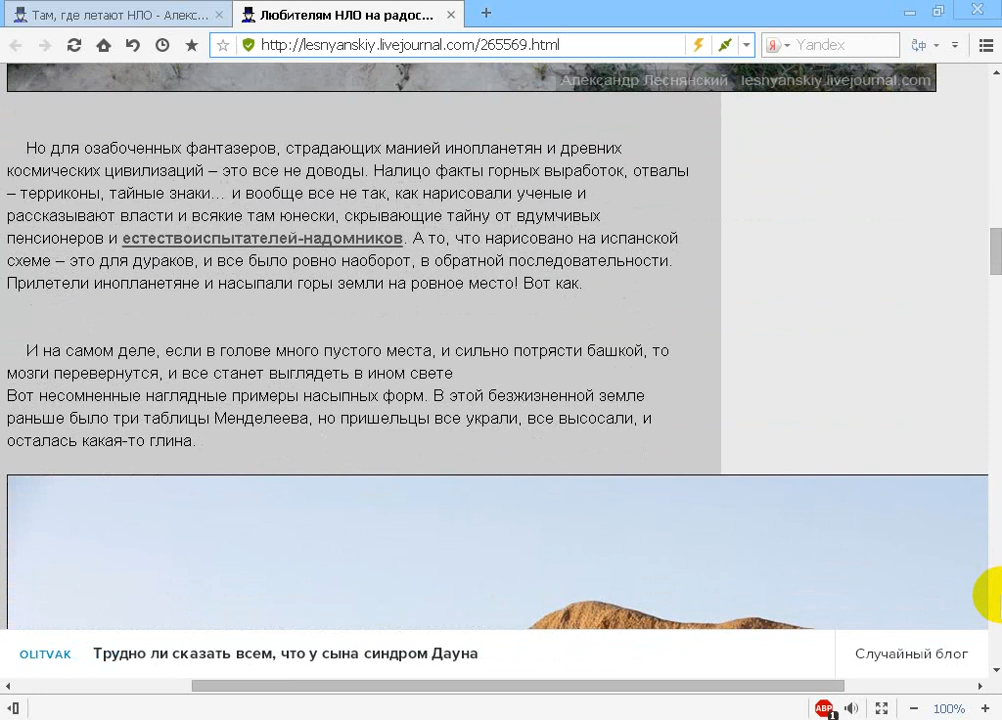 Там, где летают НЛО - Алекс...
Любителям НЛО на радос...
http://lesnyanskiy.livejournal.com/265569.html
Yandex
Александр Леснянский lesnyanskiy.livejournal.com
Но для озабоченных фантазеров, страдающих манией инопланетян и древних
космических цивилизаций – это все не доводы. Налицо факты горных выработок, отвалы
– терриконы, тайные знаки... и вообще все не так, как нарисовали ученые и
рассказывают власти и всякие там юнески, скрывающие тайну от вдумчивых
пенсионеров и естествоиспытателей-надомников. А то, что нарисовано на испанской
схеме – это для дураков, и все было ровно наоборот, в обратной последовательности.
Прилетели инопланетяне и насыпали горы земли на ровное место! Вот как.
И на самом деле, если в голове много пустого места, и сильно потрясти башкой, то
мозги перевернутся, и все станет выглядеть в ином свете
Вот несомненные наглядные примеры насыпных форм. В этой безжизненной земле
раньше было три таблицы Менделеева, но пришельцы все украли, все высосали, и
осталась какая-то глина.
OLITVAK Трудно ли сказать всем, что у сына синдром Дауна
Случайный блог
ABP
1
100%